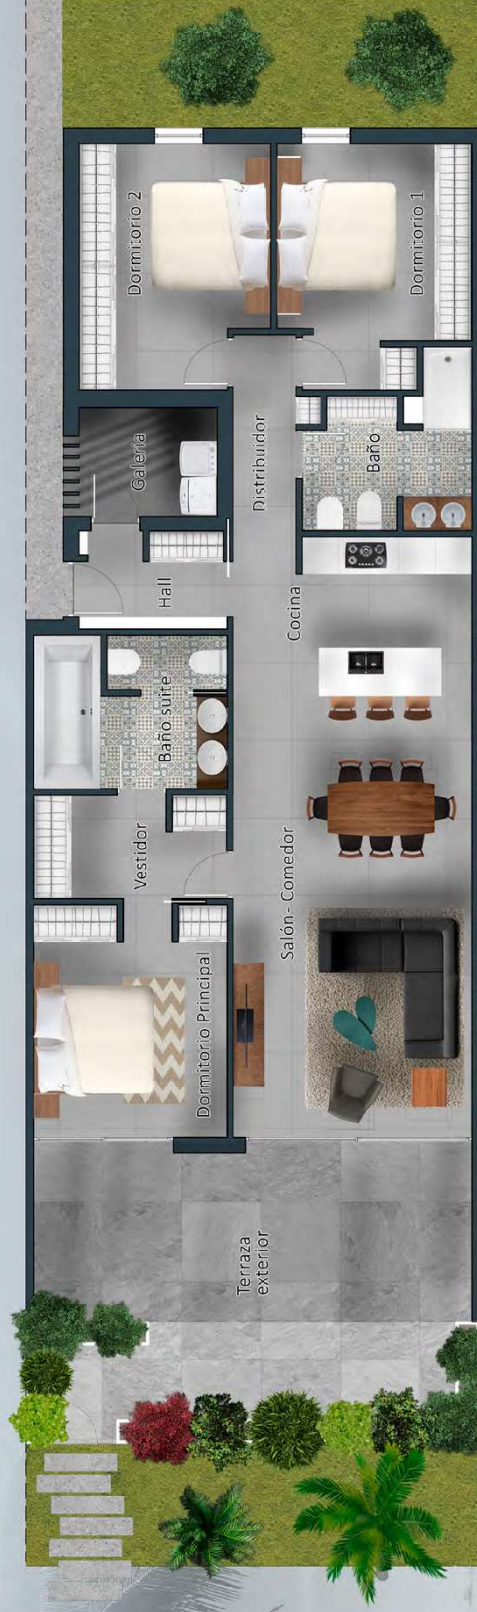 Dormitorio 2
Dormitorio 1
Galería
Distribuidor
Baño
Hall
Cocina
Baño suite
Vestidor
Salón - Comedor
Dormitorio Principal
Terraza
exterior